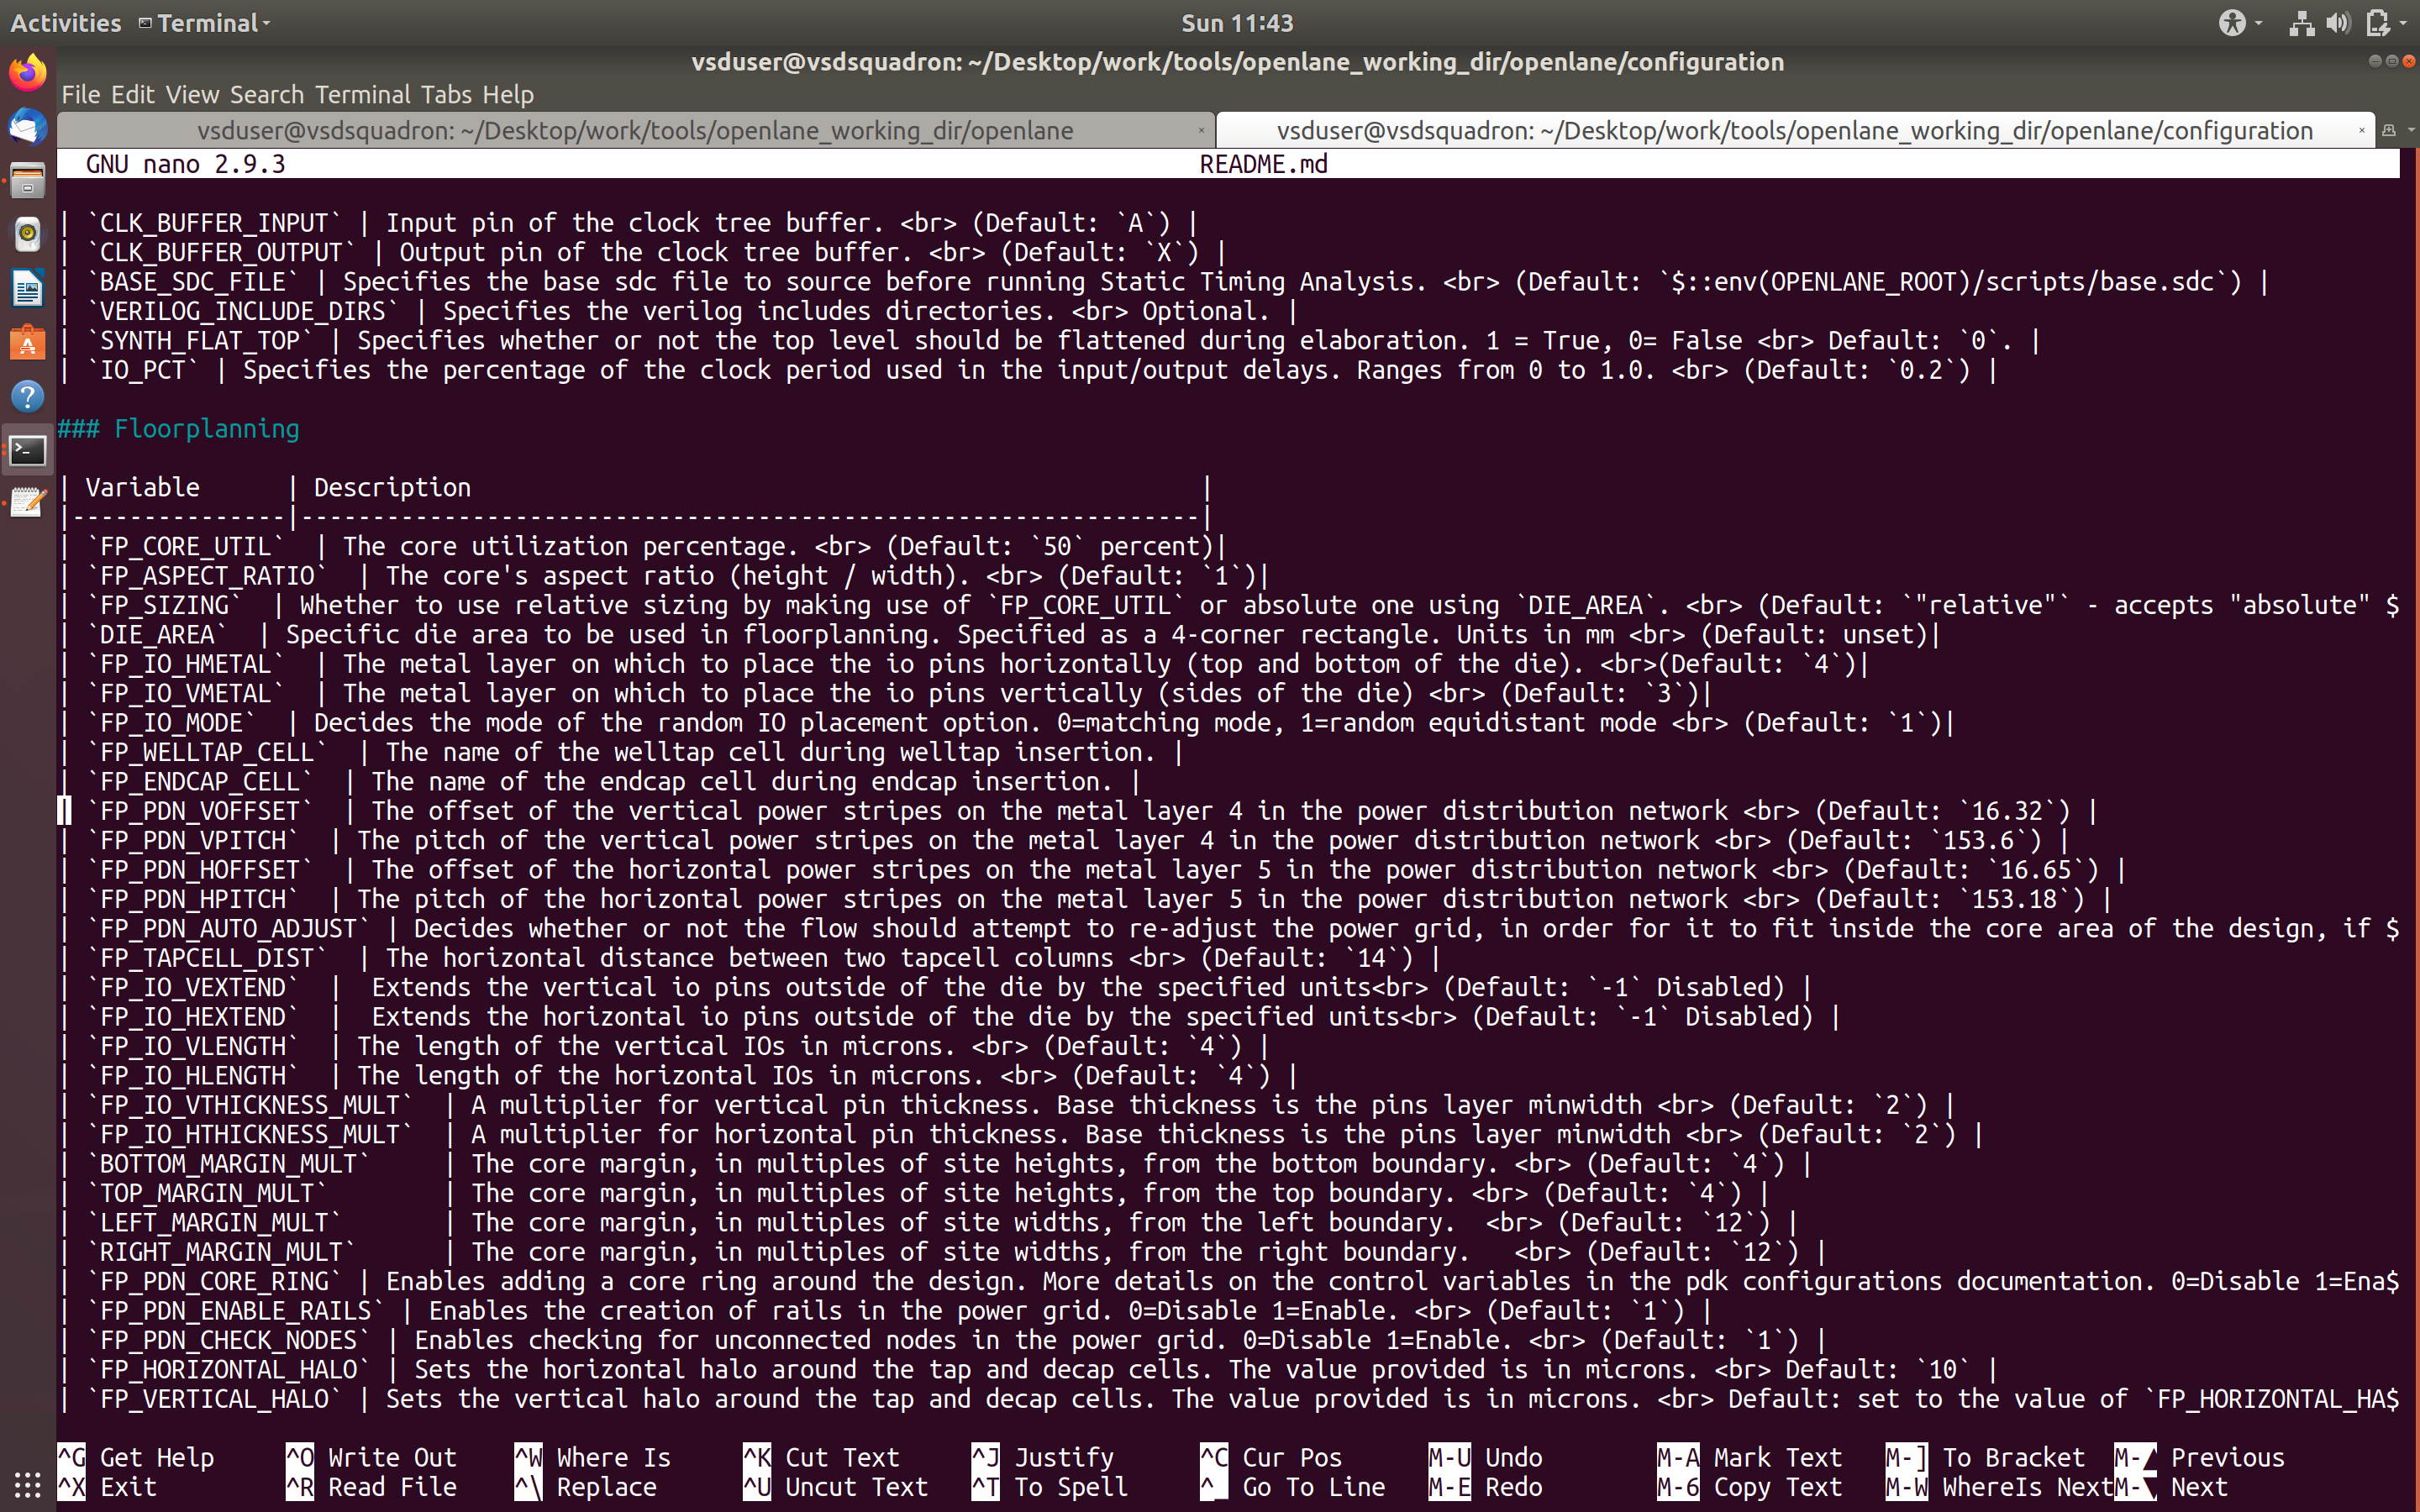 Activities Terminal Sun 11:43
vsduser@vsdsquadron: ~/Desktop/work/tools/openlane_working_dir/openlane/configuration
File Edit View Search Terminal Tabs Help
vsduser@vsdsquadron: ~/Desktop/work/tools/openlane_working_dir/openlane × vsduser@vsdsquadron: ~/Desktop/work/tools/openlane_working_dir/openlane/configuration ×
GNU nano 2.9.3 README.md
| `CLK_BUFFER_INPUT` | Input pin of the clock tree buffer. <br> (Default: `A`) |
| `CLK_BUFFER_OUTPUT` | Output pin of the clock tree buffer. <br> (Default: `X`) |
| `BASE_SDC_FILE` | Specifies the base sdc file to source before running Static Timing Analysis. <br> (Default: `$::env(OPENLANE_ROOT)/scripts/base.sdc`) |
| `VERILOG_INCLUDE_DIRS` | Specifies the verilog includes directories. <br> Optional. |
| `SYNTH_FLAT_TOP` | Specifies whether or not the top level should be flattened during elaboration. 1 = True, 0= False <br> Default: `0`. |
| `IO_PCT` | Specifies the percentage of the clock period used in the input/output delays. Ranges from 0 to 1.0. <br> (Default: `0.2`) |
### Floorplanning
| Variable      | Description                                                   |
|---------------|---------------------------------------------------------------|
| `FP_CORE_UTIL`  | The core utilization percentage. <br> (Default: `50` percent)|
| `FP_ASPECT_RATIO`  | The core's aspect ratio (height / width). <br> (Default: `1`)|
| `FP_SIZING`  | Whether to use relative sizing by making use of `FP_CORE_UTIL` or absolute one using `DIE_AREA`. <br> (Default: `"relative"` - accepts "absolute" $
| `DIE_AREA`  | Specific die area to be used in floorplanning. Specified as a 4-corner rectangle. Units in mm <br> (Default: unset)|
| `FP_IO_HMETAL`  | The metal layer on which to place the io pins horizontally (top and bottom of the die). <br>(Default: `4`)|
| `FP_IO_VMETAL`  | The metal layer on which to place the io pins vertically (sides of the die) <br> (Default: `3`)|
| `FP_IO_MODE`  | Decides the mode of the random IO placement option. 0=matching mode, 1=random equidistant mode <br> (Default: `1`)|
| `FP_WELLTAP_CELL`  | The name of the welltap cell during welltap insertion. |
| `FP_ENDCAP_CELL`  | The name of the endcap cell during endcap insertion. |
| `FP_PDN_VOFFSET`  | The offset of the vertical power stripes on the metal layer 4 in the power distribution network <br> (Default: `16.32`) |
| `FP_PDN_VPITCH`  | The pitch of the vertical power stripes on the metal layer 4 in the power distribution network <br> (Default: `153.6`) |
| `FP_PDN_HOFFSET`  | The offset of the horizontal power stripes on the metal layer 5 in the power distribution network <br> (Default: `16.65`) |
| `FP_PDN_HPITCH`  | The pitch of the horizontal power stripes on the metal layer 5 in the power distribution network <br> (Default: `153.18`) |
| `FP_PDN_AUTO_ADJUST` | Decides whether or not the flow should attempt to re-adjust the power grid, in order for it to fit inside the core area of the design, if $
| `FP_TAPCELL_DIST`  | The horizontal distance between two tapcell columns <br> (Default: `14`) |
| `FP_IO_VEXTEND`  |  Extends the vertical io pins outside of the die by the specified units<br> (Default: `-1` Disabled) |
| `FP_IO_HEXTEND`  |  Extends the horizontal io pins outside of the die by the specified units<br> (Default: `-1` Disabled) |
| `FP_IO_VLENGTH`  | The length of the vertical IOs in microns. <br> (Default: `4`) |
| `FP_IO_HLENGTH`  | The length of the horizontal IOs in microns. <br> (Default: `4`) |
| `FP_IO_VTHICKNESS_MULT`  | A multiplier for vertical pin thickness. Base thickness is the pins layer minwidth <br> (Default: `2`) |
| `FP_IO_HTHICKNESS_MULT`  | A multiplier for horizontal pin thickness. Base thickness is the pins layer minwidth <br> (Default: `2`) |
| `BOTTOM_MARGIN_MULT`     | The core margin, in multiples of site heights, from the bottom boundary. <br> (Default: `4`) |
| `TOP_MARGIN_MULT`        | The core margin, in multiples of site heights, from the top boundary. <br> (Default: `4`) |
| `LEFT_MARGIN_MULT`       | The core margin, in multiples of site widths, from the left boundary.  <br> (Default: `12`) |
| `RIGHT_MARGIN_MULT`      | The core margin, in multiples of site widths, from the right boundary.   <br> (Default: `12`) |
| `FP_PDN_CORE_RING` | Enables adding a core ring around the design. More details on the control variables in the pdk configurations documentation. 0=Disable 1=Ena$
| `FP_PDN_ENABLE_RAILS` | Enables the creation of rails in the power grid. 0=Disable 1=Enable. <br> (Default: `1`) |
| `FP_PDN_CHECK_NODES` | Enables checking for unconnected nodes in the power grid. 0=Disable 1=Enable. <br> (Default: `1`) |
| `FP_HORIZONTAL_HALO` | Sets the horizontal halo around the tap and decap cells. The value provided is in microns. <br> Default: `10` |
| `FP_VERTICAL_HALO` | Sets the vertical halo around the tap and decap cells. The value provided is in microns. <br> Default: set to the value of `FP_HORIZONTAL_HA$
^G Get Help ^O Write Out ^W Where Is ^K Cut Text ^J Justify ^C Cur Pos M-U Undo M-A Mark Text M-] To Bracket M-▲ Previous
^X Exit ^R Read File ^\ Replace ^U Uncut Text ^T To Spell ^_ Go To Line M-E Redo M-6 Copy Text M-W WhereIs Next M-▼ Next